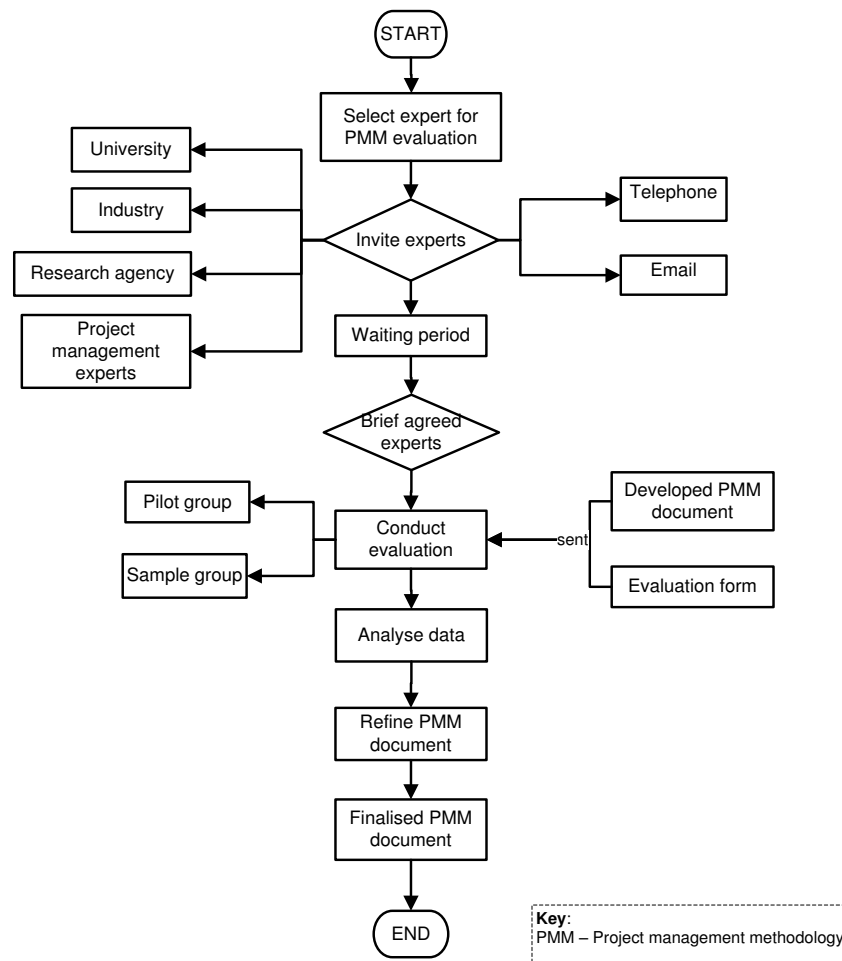 START
Select expert for
PMM evaluation
University
Industry
Research agency
Project
management
experts
Invite experts
Telephone
Email
Waiting period
Brief agreed
experts
Pilot group
Sample group
Conduct
evaluation
sent
Developed PMM
document
Evaluation form
Analyse data
Refine PMM
document
Finalised PMM
document
END
Key:
PMM – Project management methodology